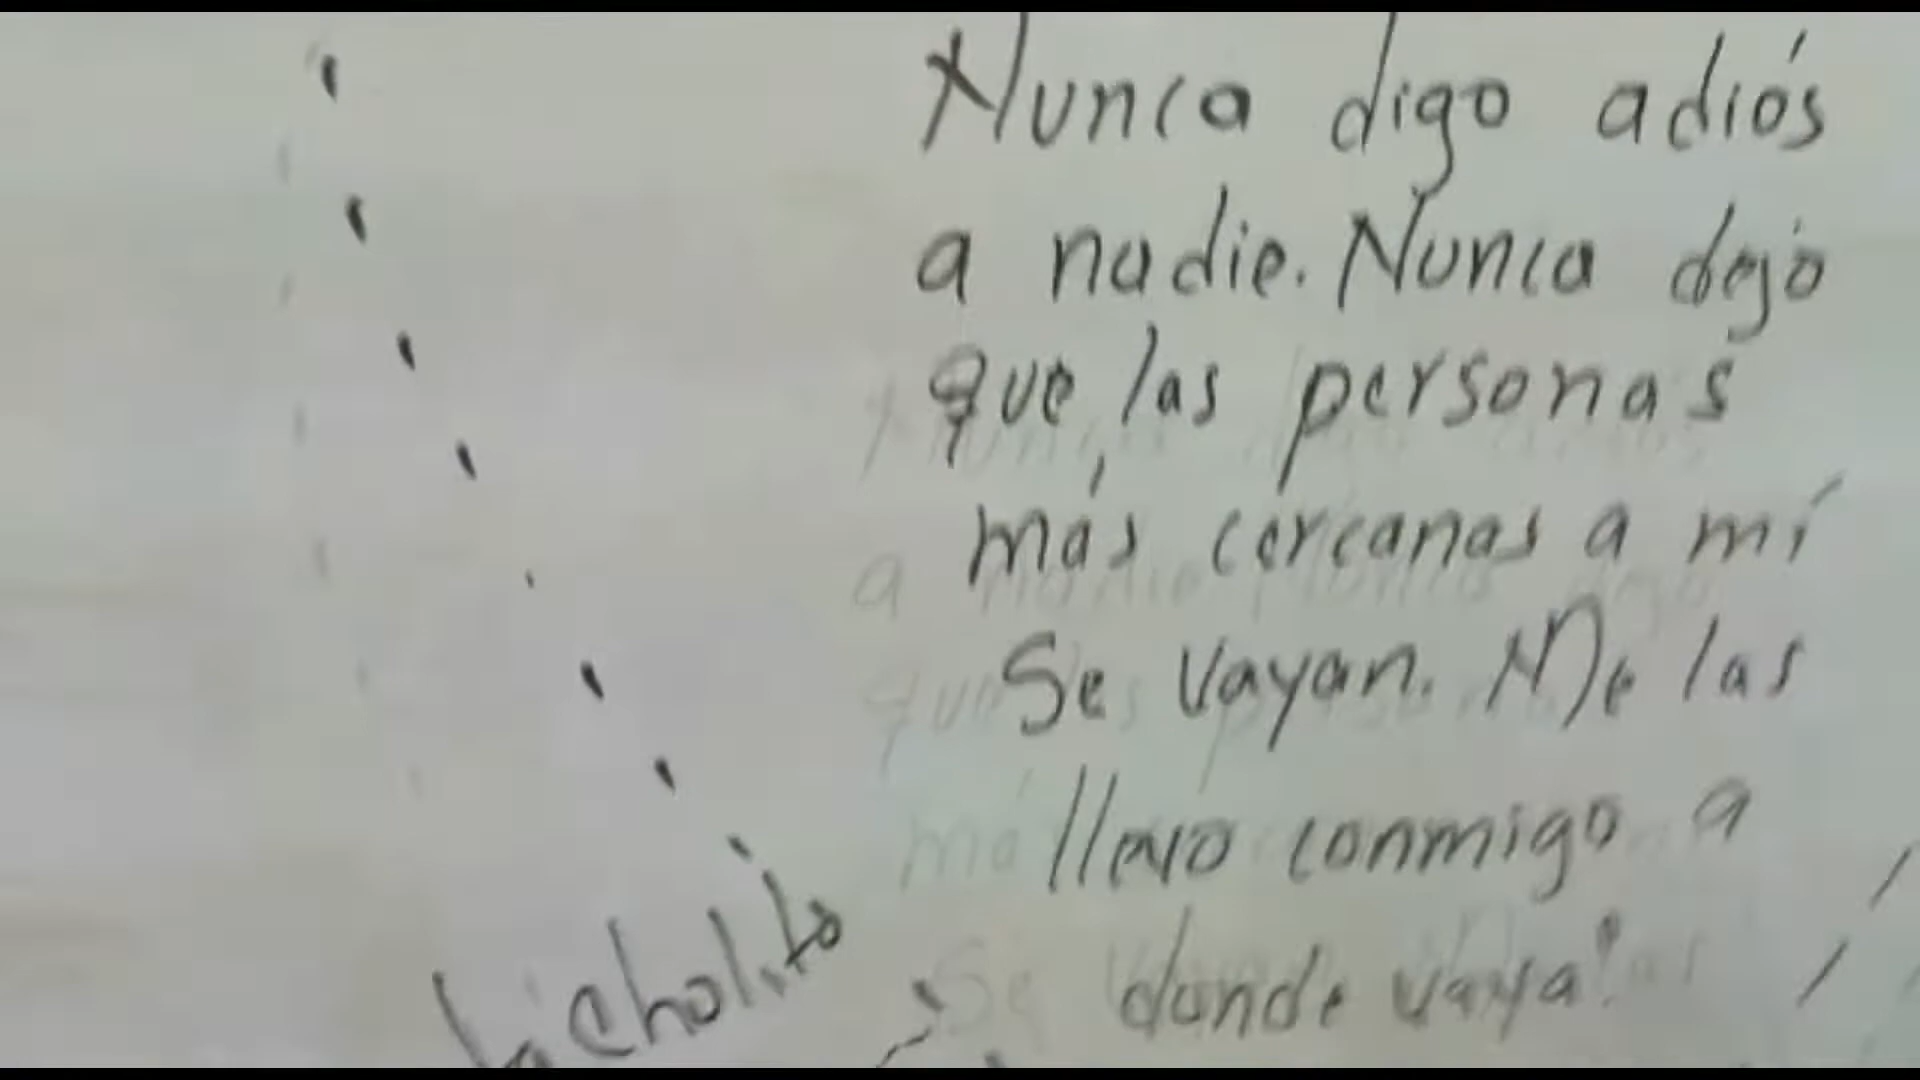 Nunca digo adiós
a nadie. Nunca dejo
que las personas
más cercanas a mí
se vayan. Me las
llevo conmigo a
donde vaya!